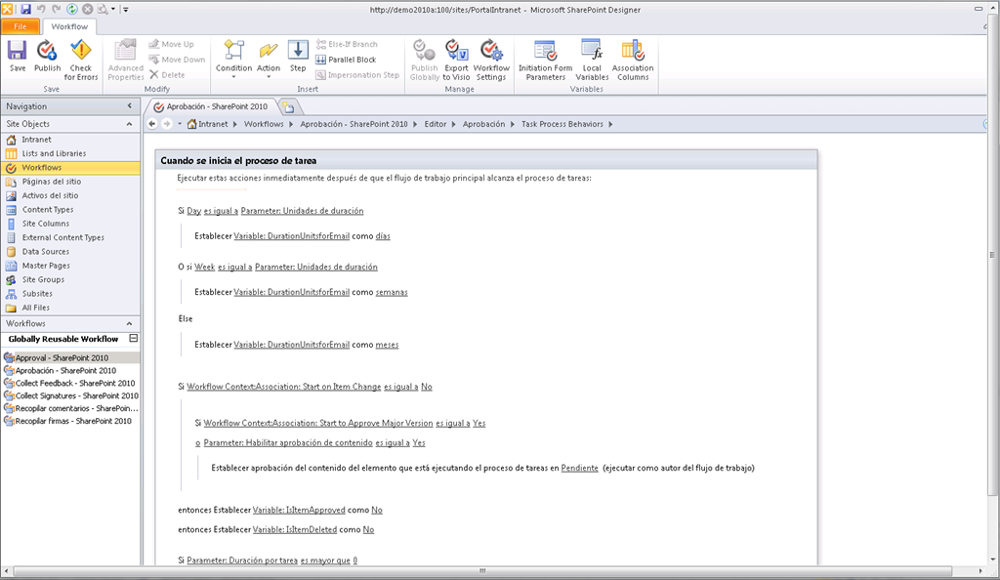 http://demo2010a:100/sites/PortalIntranet - Microsoft SharePoint Designer
File
Workflow
Save
Publish
Check for Errors
Save
Advanced Properties
Move Up
Move Down
Delete
Modify
Condition
Action
Step
Else-If Branch
Parallel Block
Impersonation Step
Insert
Publish Globally
Export to Visio
Workflow Settings
Manage
Initiation Form Parameters
Local Variables
Association Columns
Variables
Navigation
Site Objects
Intranet
Lists and Libraries
Workflows
Páginas del sitio
Activos del sitio
Content Types
Site Columns
External Content Types
Data Sources
Master Pages
Site Groups
Subsites
All Files
Workflows
Globally Reusable Workflow
Approval - SharePoint 2010
Aprobación - SharePoint 2010
Collect Feedback - SharePoint 2010
Collect Signatures - SharePoint 2010
Recopilar comentarios - SharePoin...
Recopilar firmas - SharePoint 2010
Aprobación - SharePoint 2010
Intranet Workflows Aprobación - SharePoint 2010 Editor Aprobación Task Process Behaviors
Cuando se inicia el proceso de tarea
Ejecutar estas acciones inmediatamente después de que el flujo de trabajo principal alcanza el proceso de tareas:
Si Day es igual a Parameter: Unidades de duración
Establecer Variable: DurationUnitsforEmail como días
O si Week es igual a Parameter: Unidades de duración
Establecer Variable: DurationUnitsforEmail como semanas
Else
Establecer Variable: DurationUnitsforEmail como meses
Si Workflow Context:Association: Start on Item Change es igual a No
Si Workflow Context:Association: Start to Approve Major Version es igual a Yes
o Parameter: Habilitar aprobación de contenido es igual a Yes
Establecer aprobación del contenido del elemento que está ejecutando el proceso de tareas en Pendiente (ejecutar como autor del flujo de trabajo)
entonces Establecer Variable: IsItemApproved como No
entonces Establecer Variable: IsItemDeleted como No
Si Parameter: Duración por tarea es mayor que 0